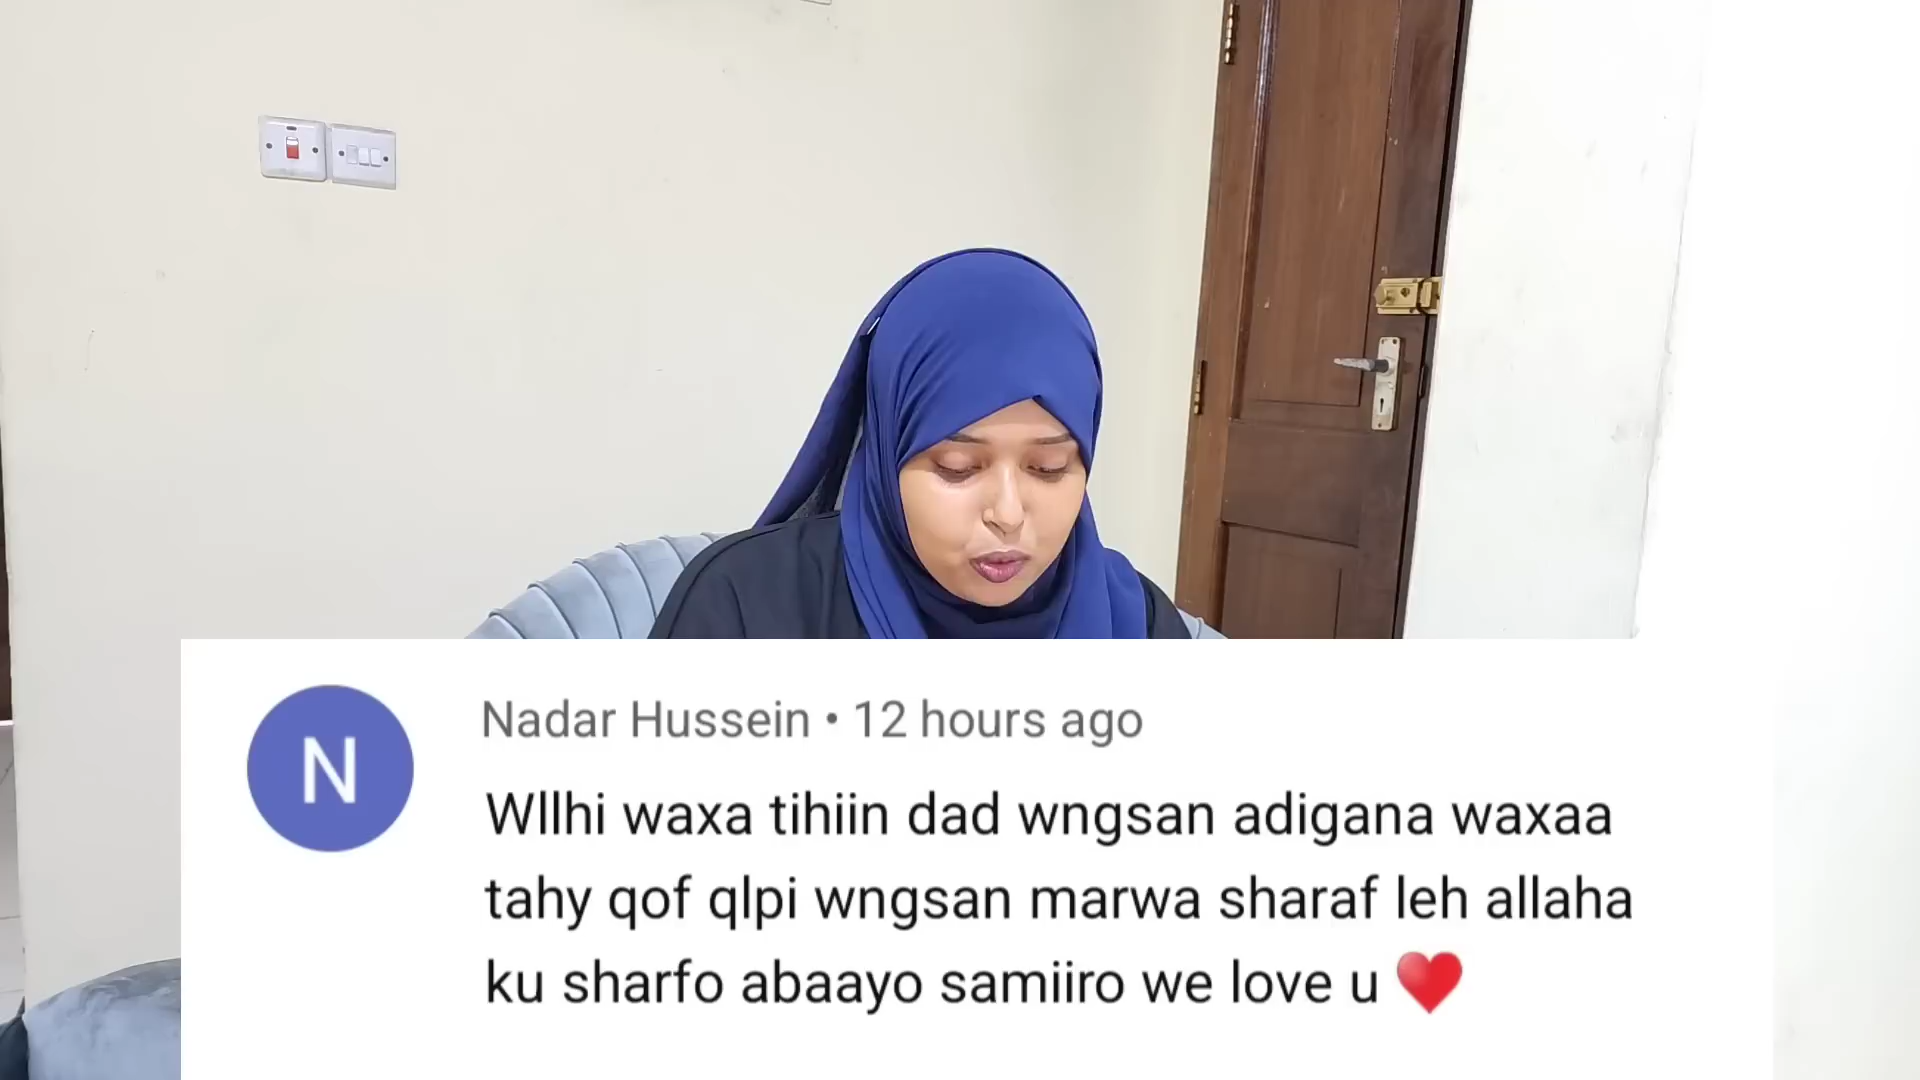 N
Nadar Hussein • 12 hours ago
Wllhi waxa tihiin dad wngsan adigana waxaa
tahy qof qlpi wngsan marwa sharaf leh allaha
ku sharfo abaayo samiiro we love u ❤️